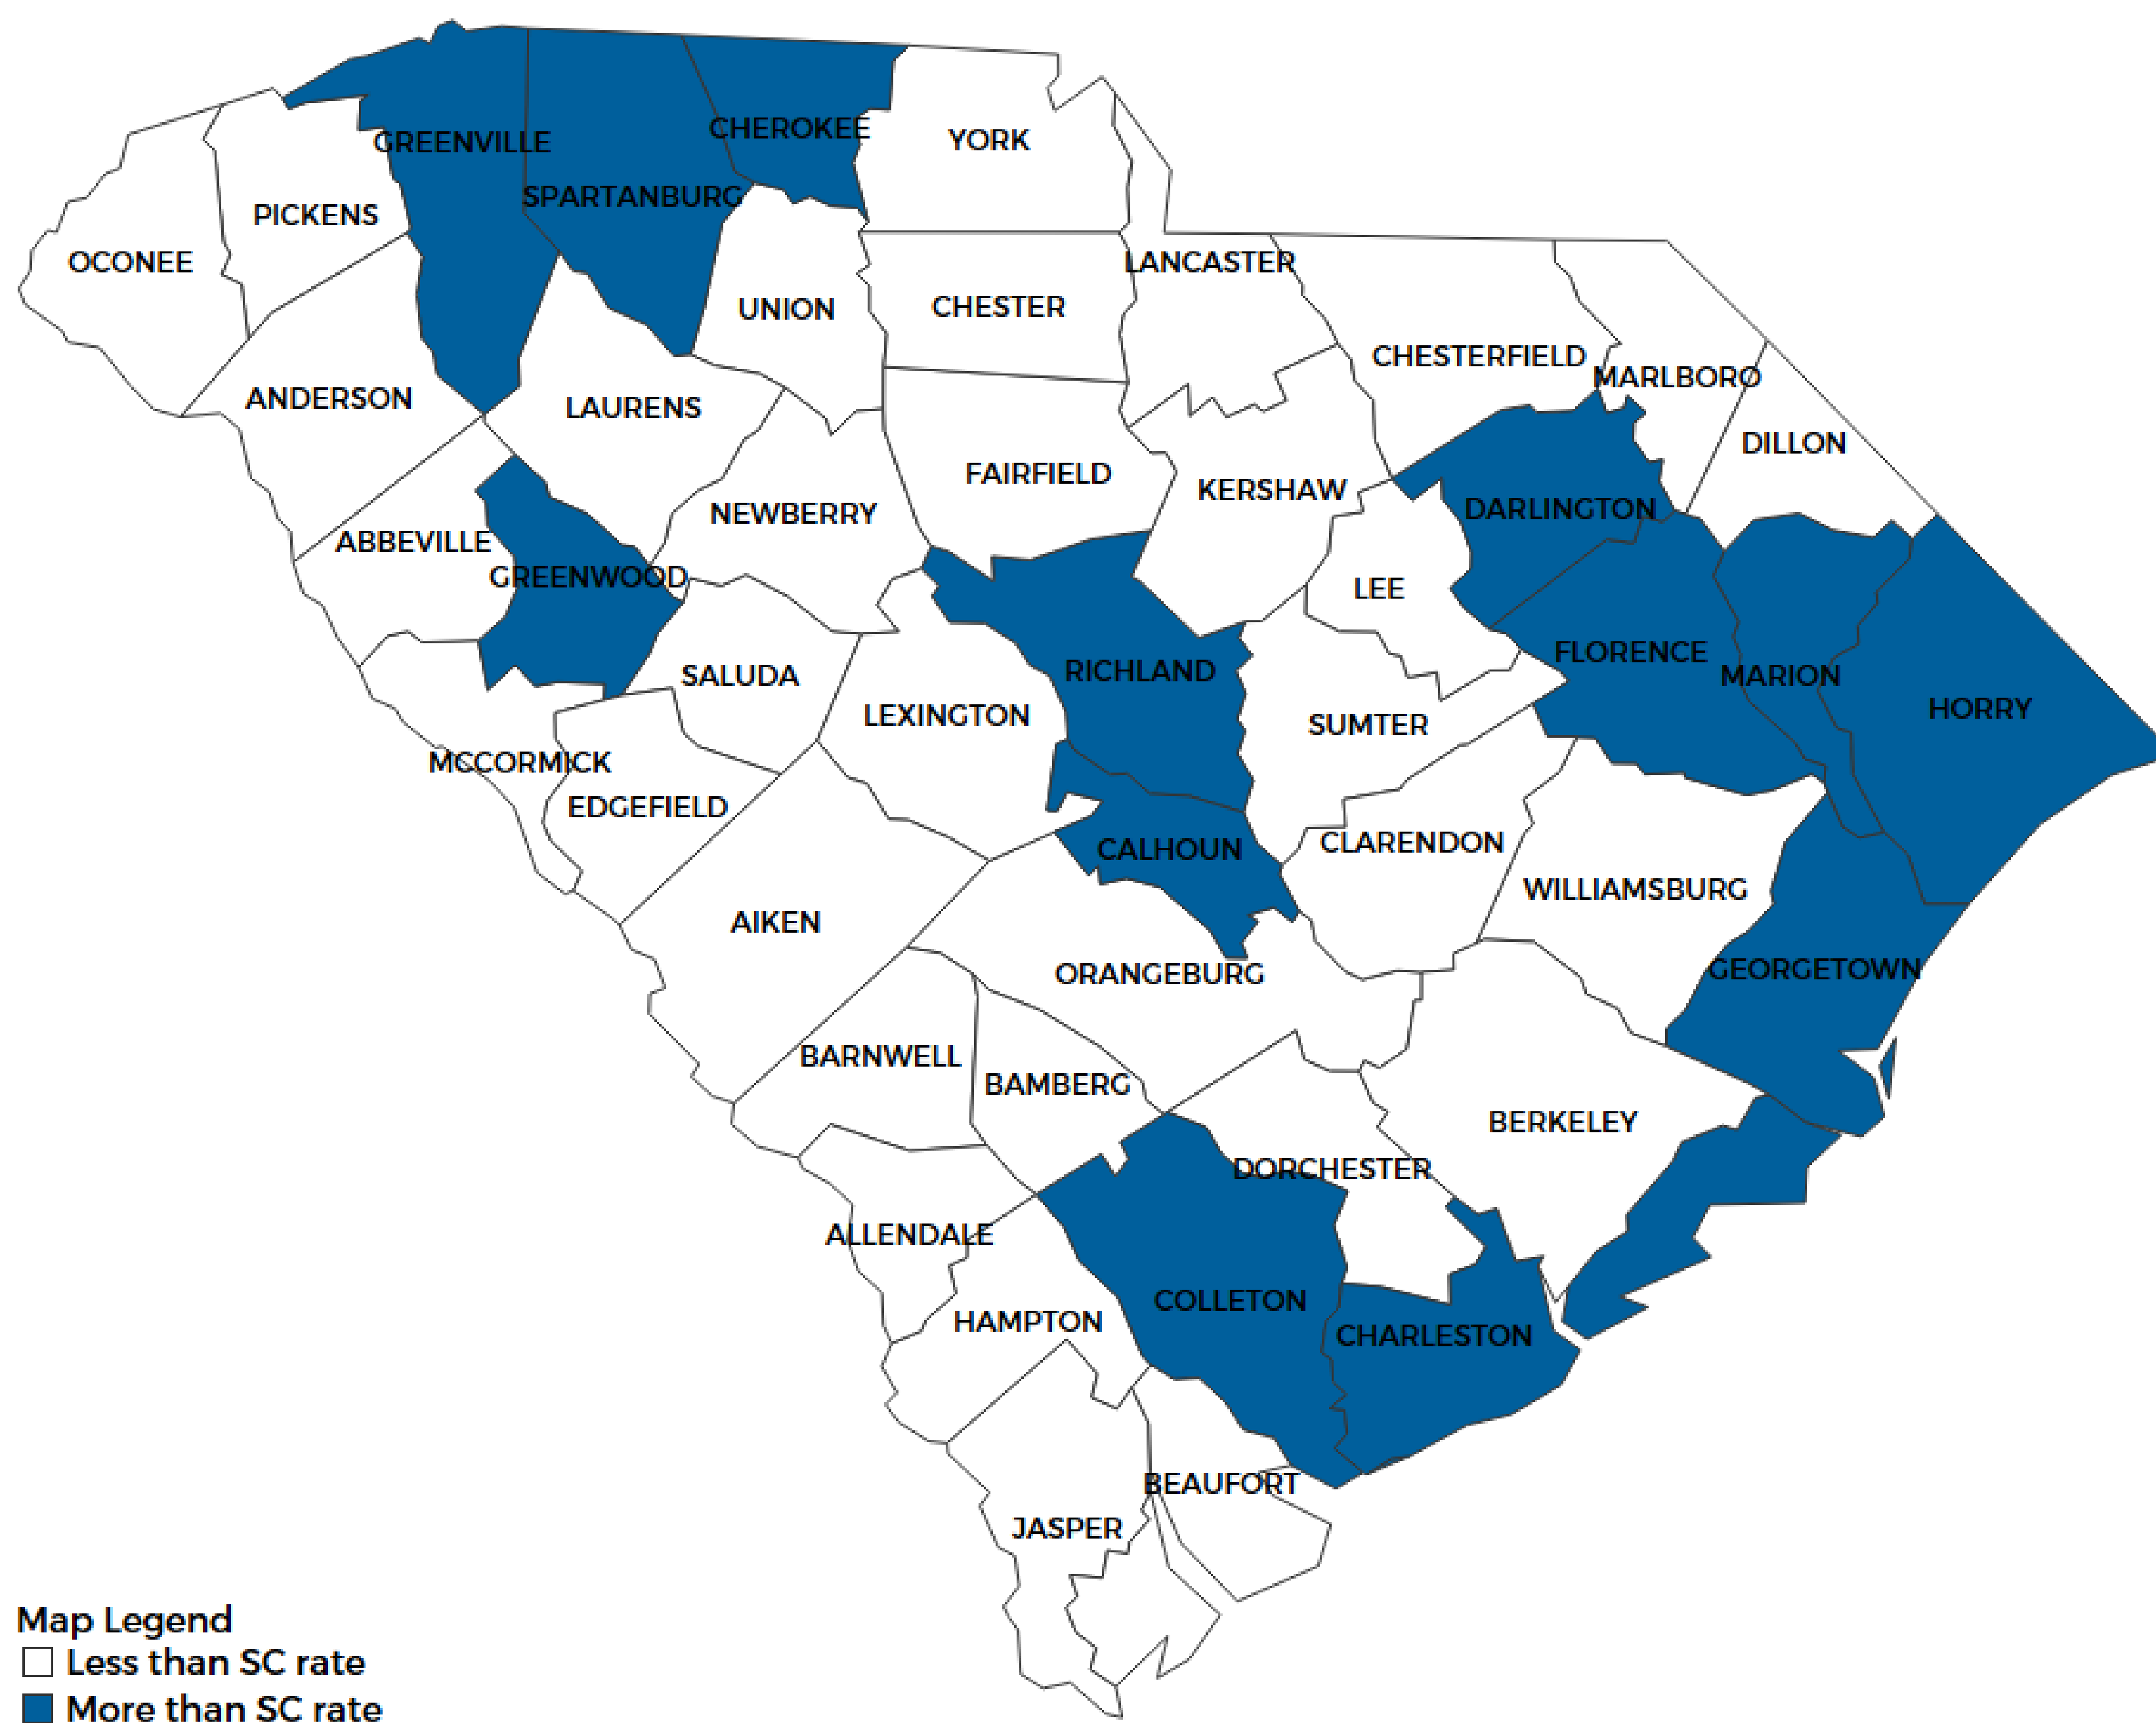 CHEROKEE
YORK
GREENVILLE
SPARTANBURG
PICKENS
OCONEE
LANCASTER
UNION
CHESTER
CHESTERFIELD
MARLBORO
ANDERSON
LAURENS
DILLON
FAIRFIELD
KERSHAW
DARLINGTON
NEWBERRY
ABBEVILLE
GREENWOOD
LEE
FLORENCE
RICHLAND
SALUDA
MARION
HORRY
LEXINGTON
SUMTER
MCCORMICK
EDGEFIELD
CLARENDON
CALHOUN
WILLIAMSBURG
AIKEN
GEORGETOWN
ORANGEBURG
BARNWELL
BAMBERG
BERKELEY
DORCHESTER
ALLENDALE
COLLETON
HAMPTON
CHARLESTON
BEAUFORT
JASPER
Map Legend
Less than SC rate
More than SC rate